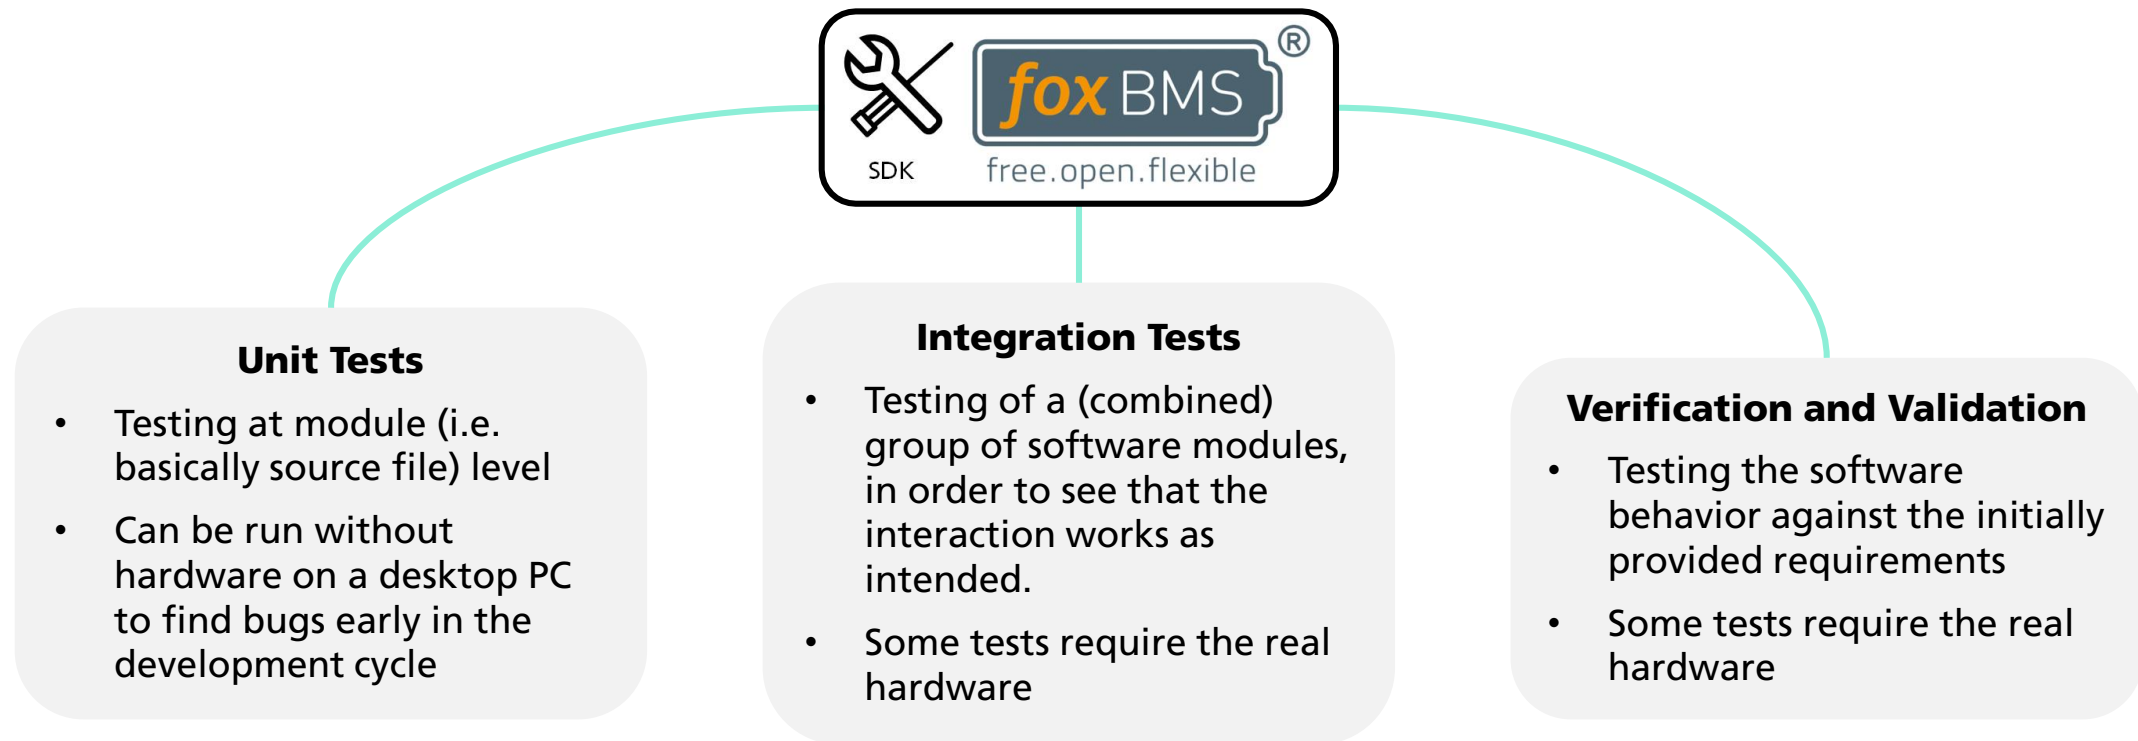 SDK
fox BMS®
free.open.flexible
Unit Tests
• Testing at module (i.e.
basically source file) level
• Can be run without
hardware on a desktop PC
to find bugs early in the
development cycle
Integration Tests
• Testing of a (combined)
group of software modules,
in order to see that the
interaction works as
intended.
• Some tests require the real
hardware
Verification and Validation
• Testing the software
behavior against the initially
provided requirements
• Some tests require the real
hardware